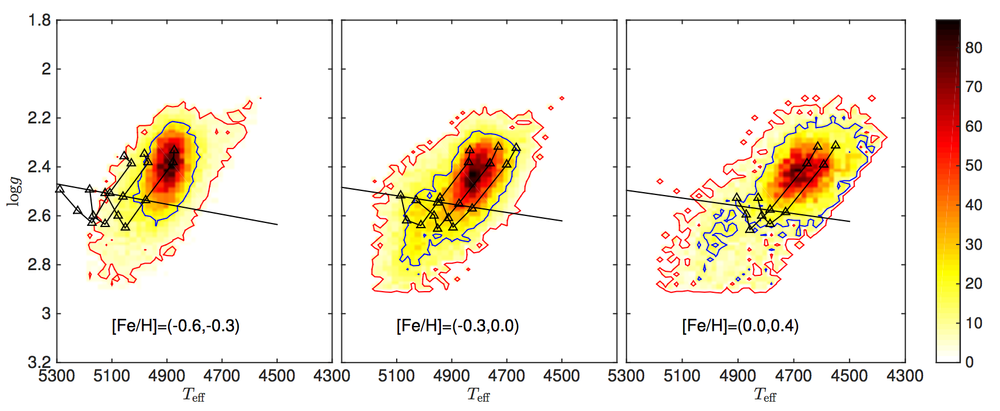 1.8
2
2.2
2.4
2.6
2.8
3
3.2
log g
[Fe/H]=(-0.6,-0.3)
[Fe/H]=(-0.3,0.0)
[Fe/H]=(0.0,0.4)
5300 5100 4900 4700 4500 4300 5100 4900 4700 4500 5300 5100 4900 4700 4500 4300
Teff
Teff
Teff
80
70
60
50
40
30
20
10
0